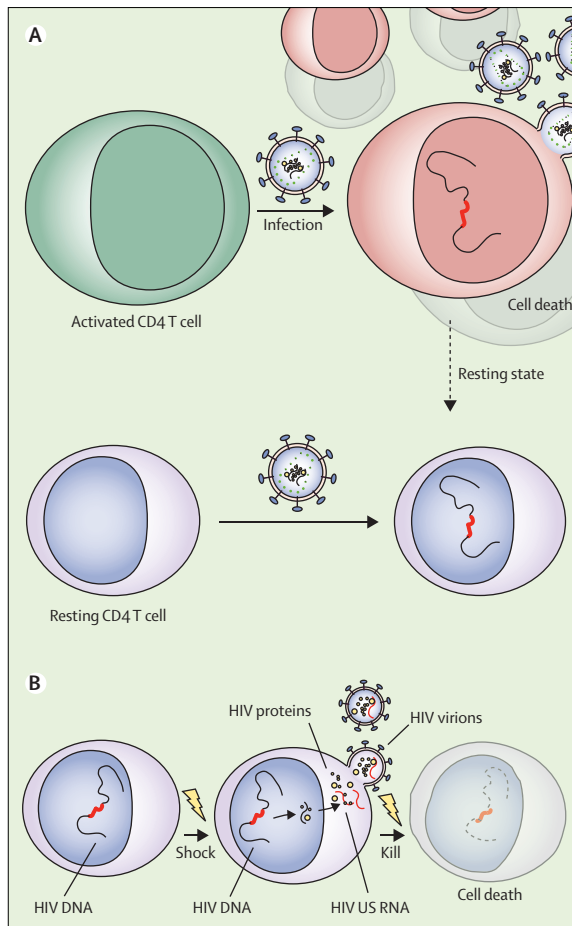 A
Infection
Activated CD4 T cell
Cell death
Resting state
Resting CD4 T cell
B
HIV proteins
HIV virions
Shock
Kill
HIV DNA
HIV DNA
HIV US RNA
Cell death